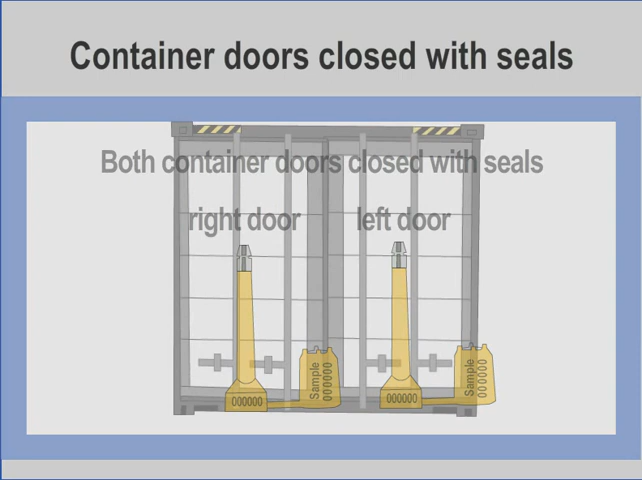 Container doors closed with seals
Both container doors closed with seals
right door left door
Sample
000000
Sample
000000
000000
000000